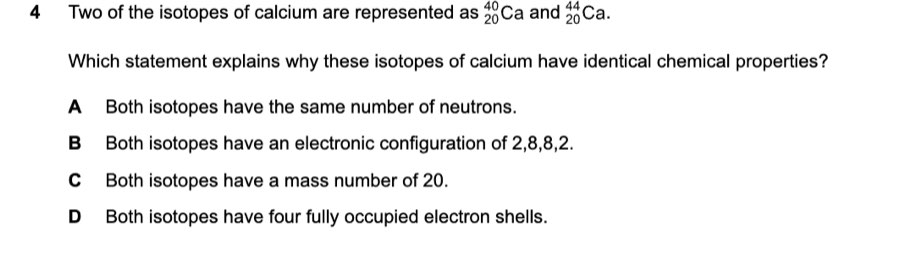 4 Two of the isotopes of calcium are represented as ⁴⁰₂₀Ca and ⁴⁴₂₀Ca.
Which statement explains why these isotopes of calcium have identical chemical properties?
A Both isotopes have the same number of neutrons.
B Both isotopes have an electronic configuration of 2,8,8,2.
C Both isotopes have a mass number of 20.
D Both isotopes have four fully occupied electron shells.